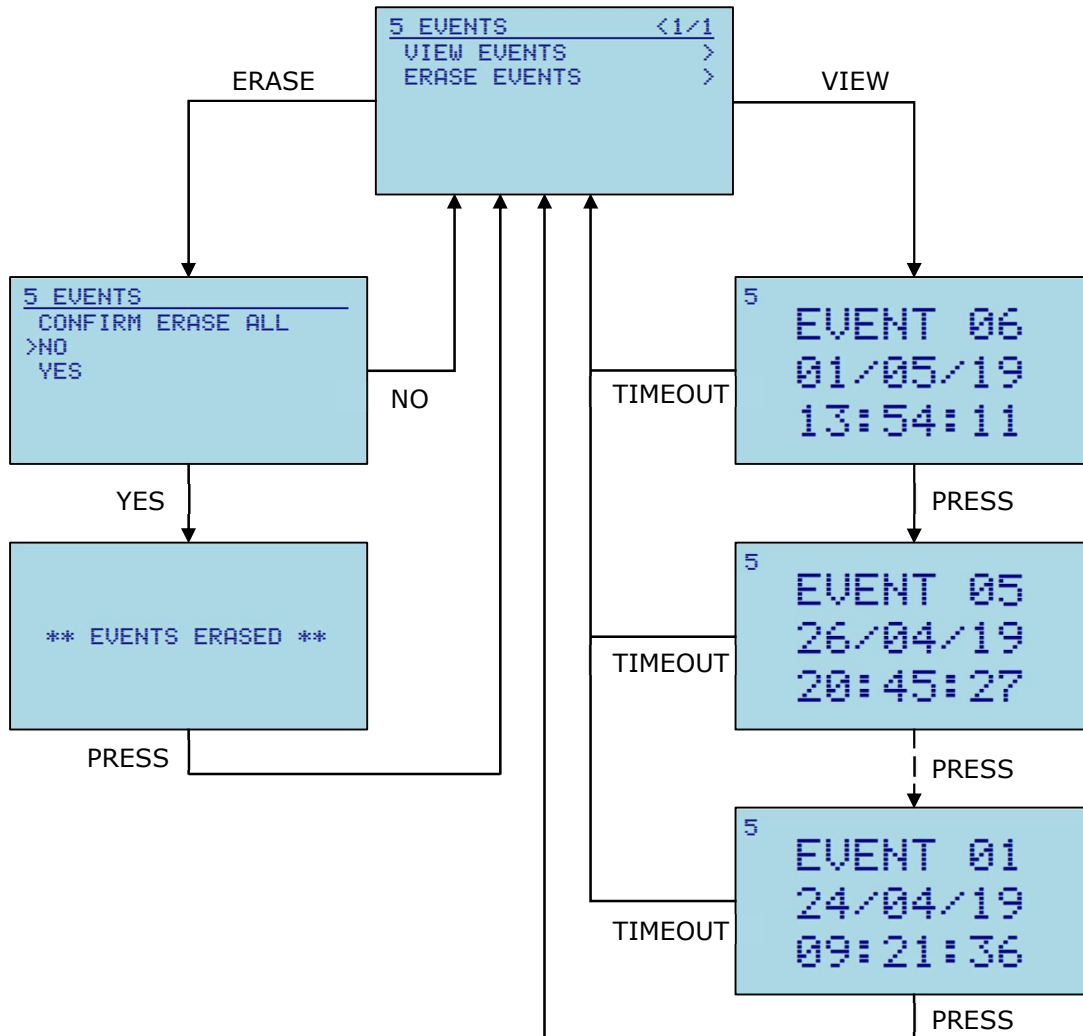 5 EVENTS <1/1
VIEW EVENTS >
ERASE EVENTS >
ERASE
VIEW
5 EVENTS
CONFIRM ERASE ALL
>NO
YES
NO
YES
** EVENTS ERASED **
PRESS
5
EVENT 06
01/05/19
13:54:11
TIMEOUT
PRESS
5
EVENT 05
26/04/19
20:45:27
TIMEOUT
PRESS
5
EVENT 01
24/04/19
09:21:36
TIMEOUT
PRESS